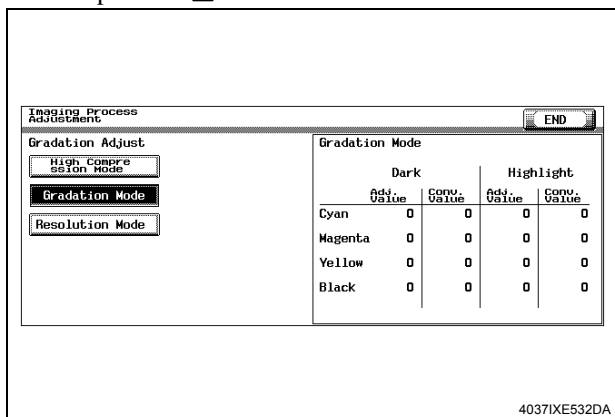 Imaging Process
Adjustment
END
Gradation Adjust
High Compre
ssion Mode
Gradation Mode
Resolution Mode
Gradation Mode
Dark Highlight
Adj. Value Conv. Value Adj. Value Conv. Value
Cyan 0 0 0 0
Magenta 0 0 0 0
Yellow 0 0 0 0
Black 0 0 0 0
4037IXE532DA